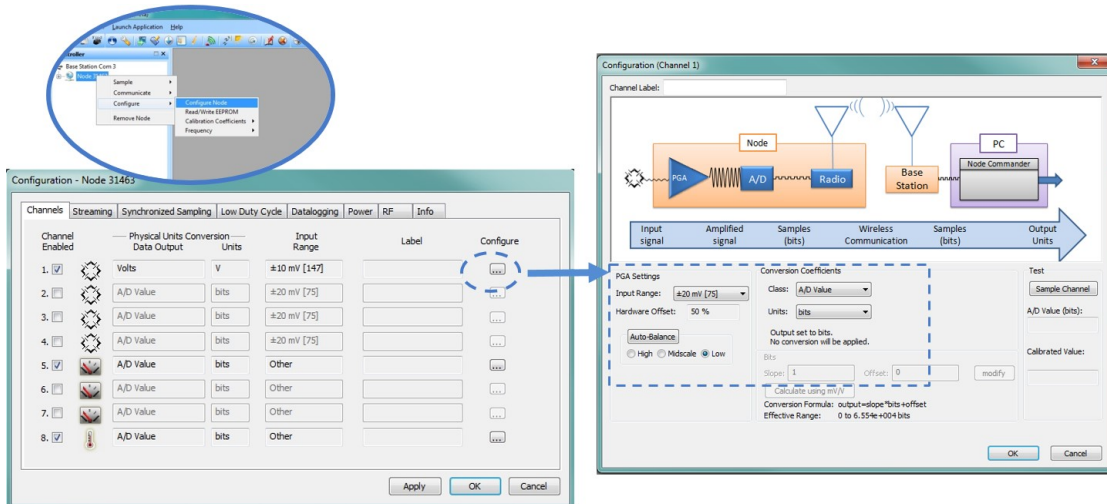 Launch Application Help
Base Station Com 3
Sample
Communicate
Configure
Remove Node
Configure Node
Read/Write EEPROM
Calibration Coefficients
Frequency
Configuration - Node 31463
Channels Streaming Synchronized Sampling Low Duty Cycle Datalogging Power RF Info
Channel Enabled
Physical Units Conversion
Data Output Units
Input Range
Label
Configure
1. Volts V ±10 mV [147] ...
2. A/D Value bits ±20 mV [75] ...
3. A/D Value bits ±20 mV [75] ...
4. A/D Value bits ±20 mV [75] ...
5. A/D Value bits Other ...
6. A/D Value bits Other ...
7. A/D Value bits Other ...
8. A/D Value bits Other ...
Apply OK Cancel
Configuration (Channel 1)
Channel Label:
Node
PC
PGA
A/D
Radio
Base Station
Node Commander
Input signal
Amplified signal
Samples (bits)
Wireless Communication
Samples (bits)
Output Units
PGA Settings
Input Range: ±20 mV [75]
Hardware Offset: 50 %
Auto-Balance
High Midscale Low
Conversion Coefficients
Class: A/D Value
Units: bits
Output set to bits.
No conversion will be applied.
Bits
Slope: 1 Offset: 0 modify
Calculate using mV/V
Conversion Formula: output=slope*bits+offset
Effective Range: 0 to 6.554e+004 bits
Test
Sample Channel
A/D Value (bits):
Calibrated Value:
OK Cancel